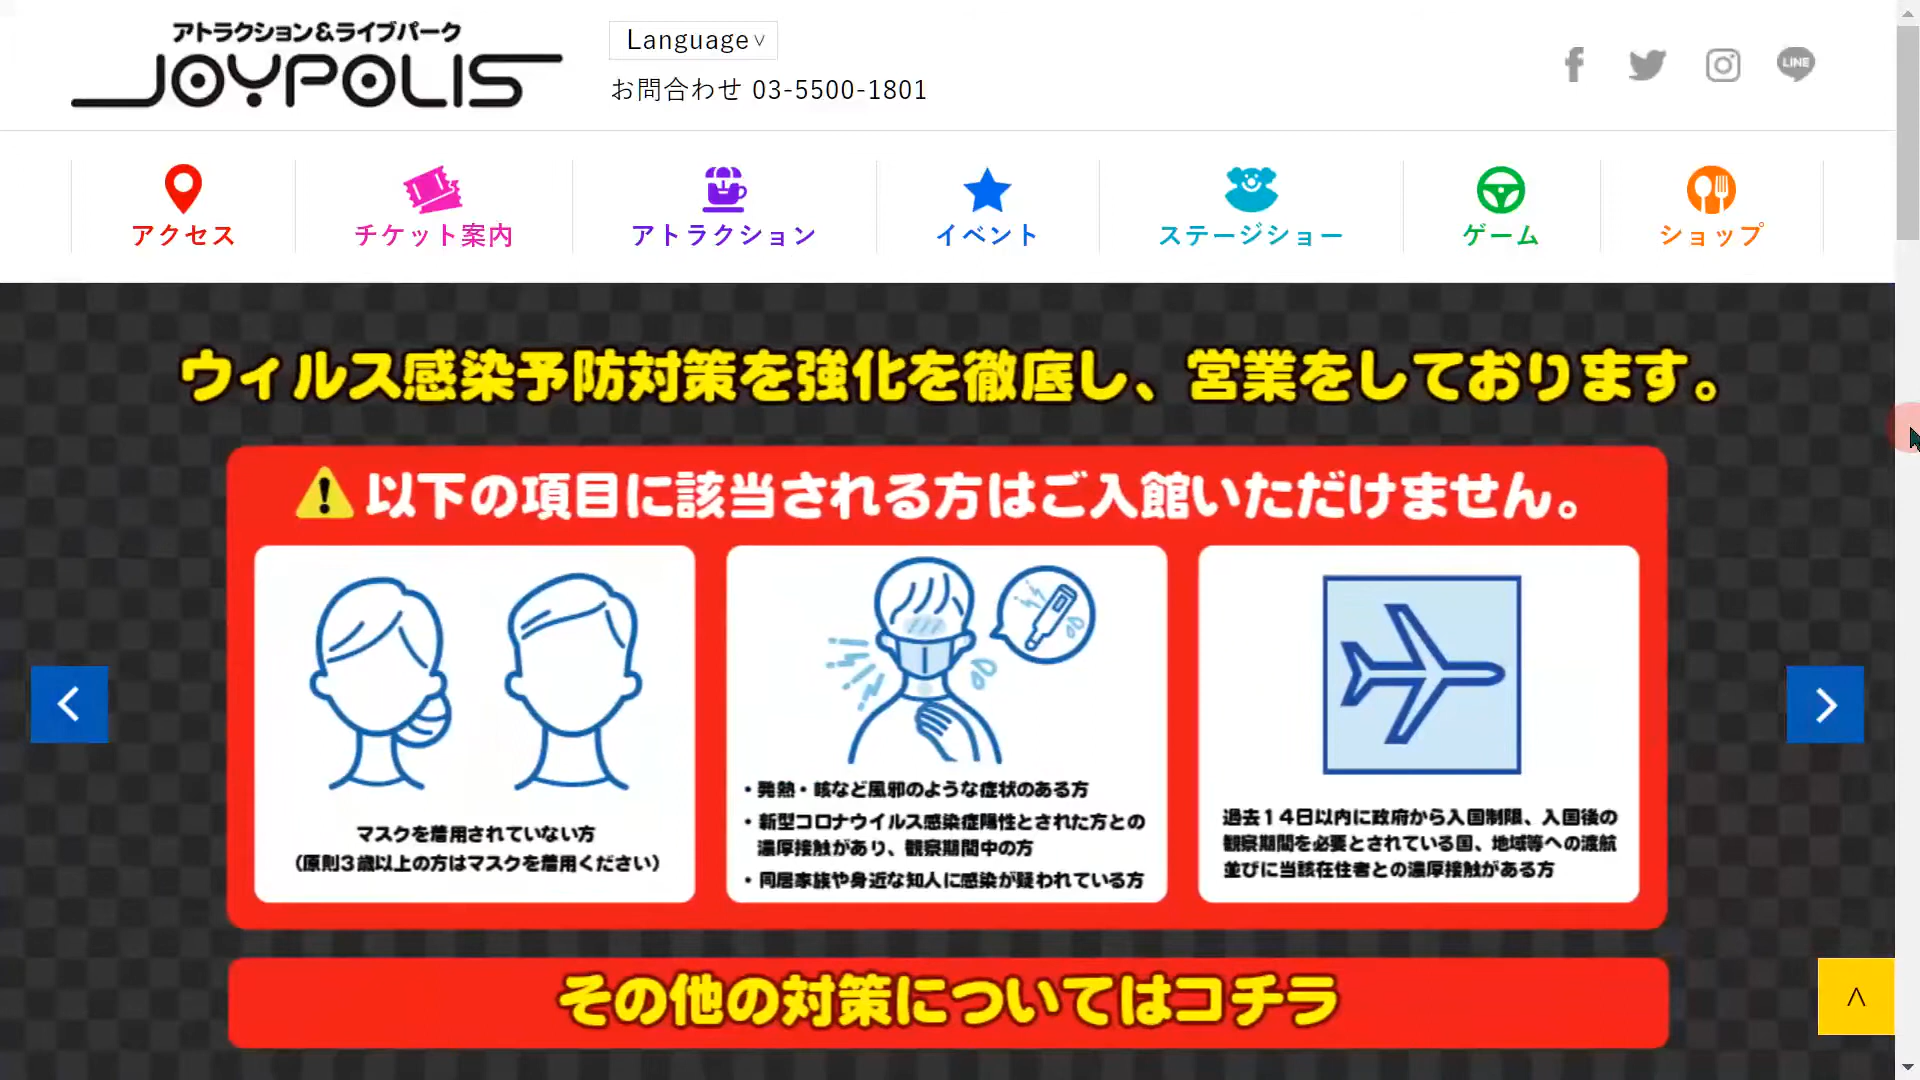 アトラクション&ライブパーク
JOYPOLIS
Language
お問合わせ 03-5500-1801
LINE
アクセス
チケット案内
アトラクション
イベント
ステージショー
ゲーム
ショップ
ウィルス感染予防対策を強化を徹底し、営業をしております。
以下の項目に該当される方はご入館いただけません。
マスクを着用されていない方
（原則3歳以上の方はマスクを着用ください）
・発熱・咳など風邪のような症状のある方
・新型コロナウイルス感染症陽性とされた方との
濃厚接触があり、観察期間中の方
・同居家族や身近な知人に感染が疑われている方
過去14日以内に政府から入国制限、入国後の
観察期間を必要とされている国、地域等への渡航
並びに当該在住者との濃厚接触がある方
その他の対策についてはコチラ